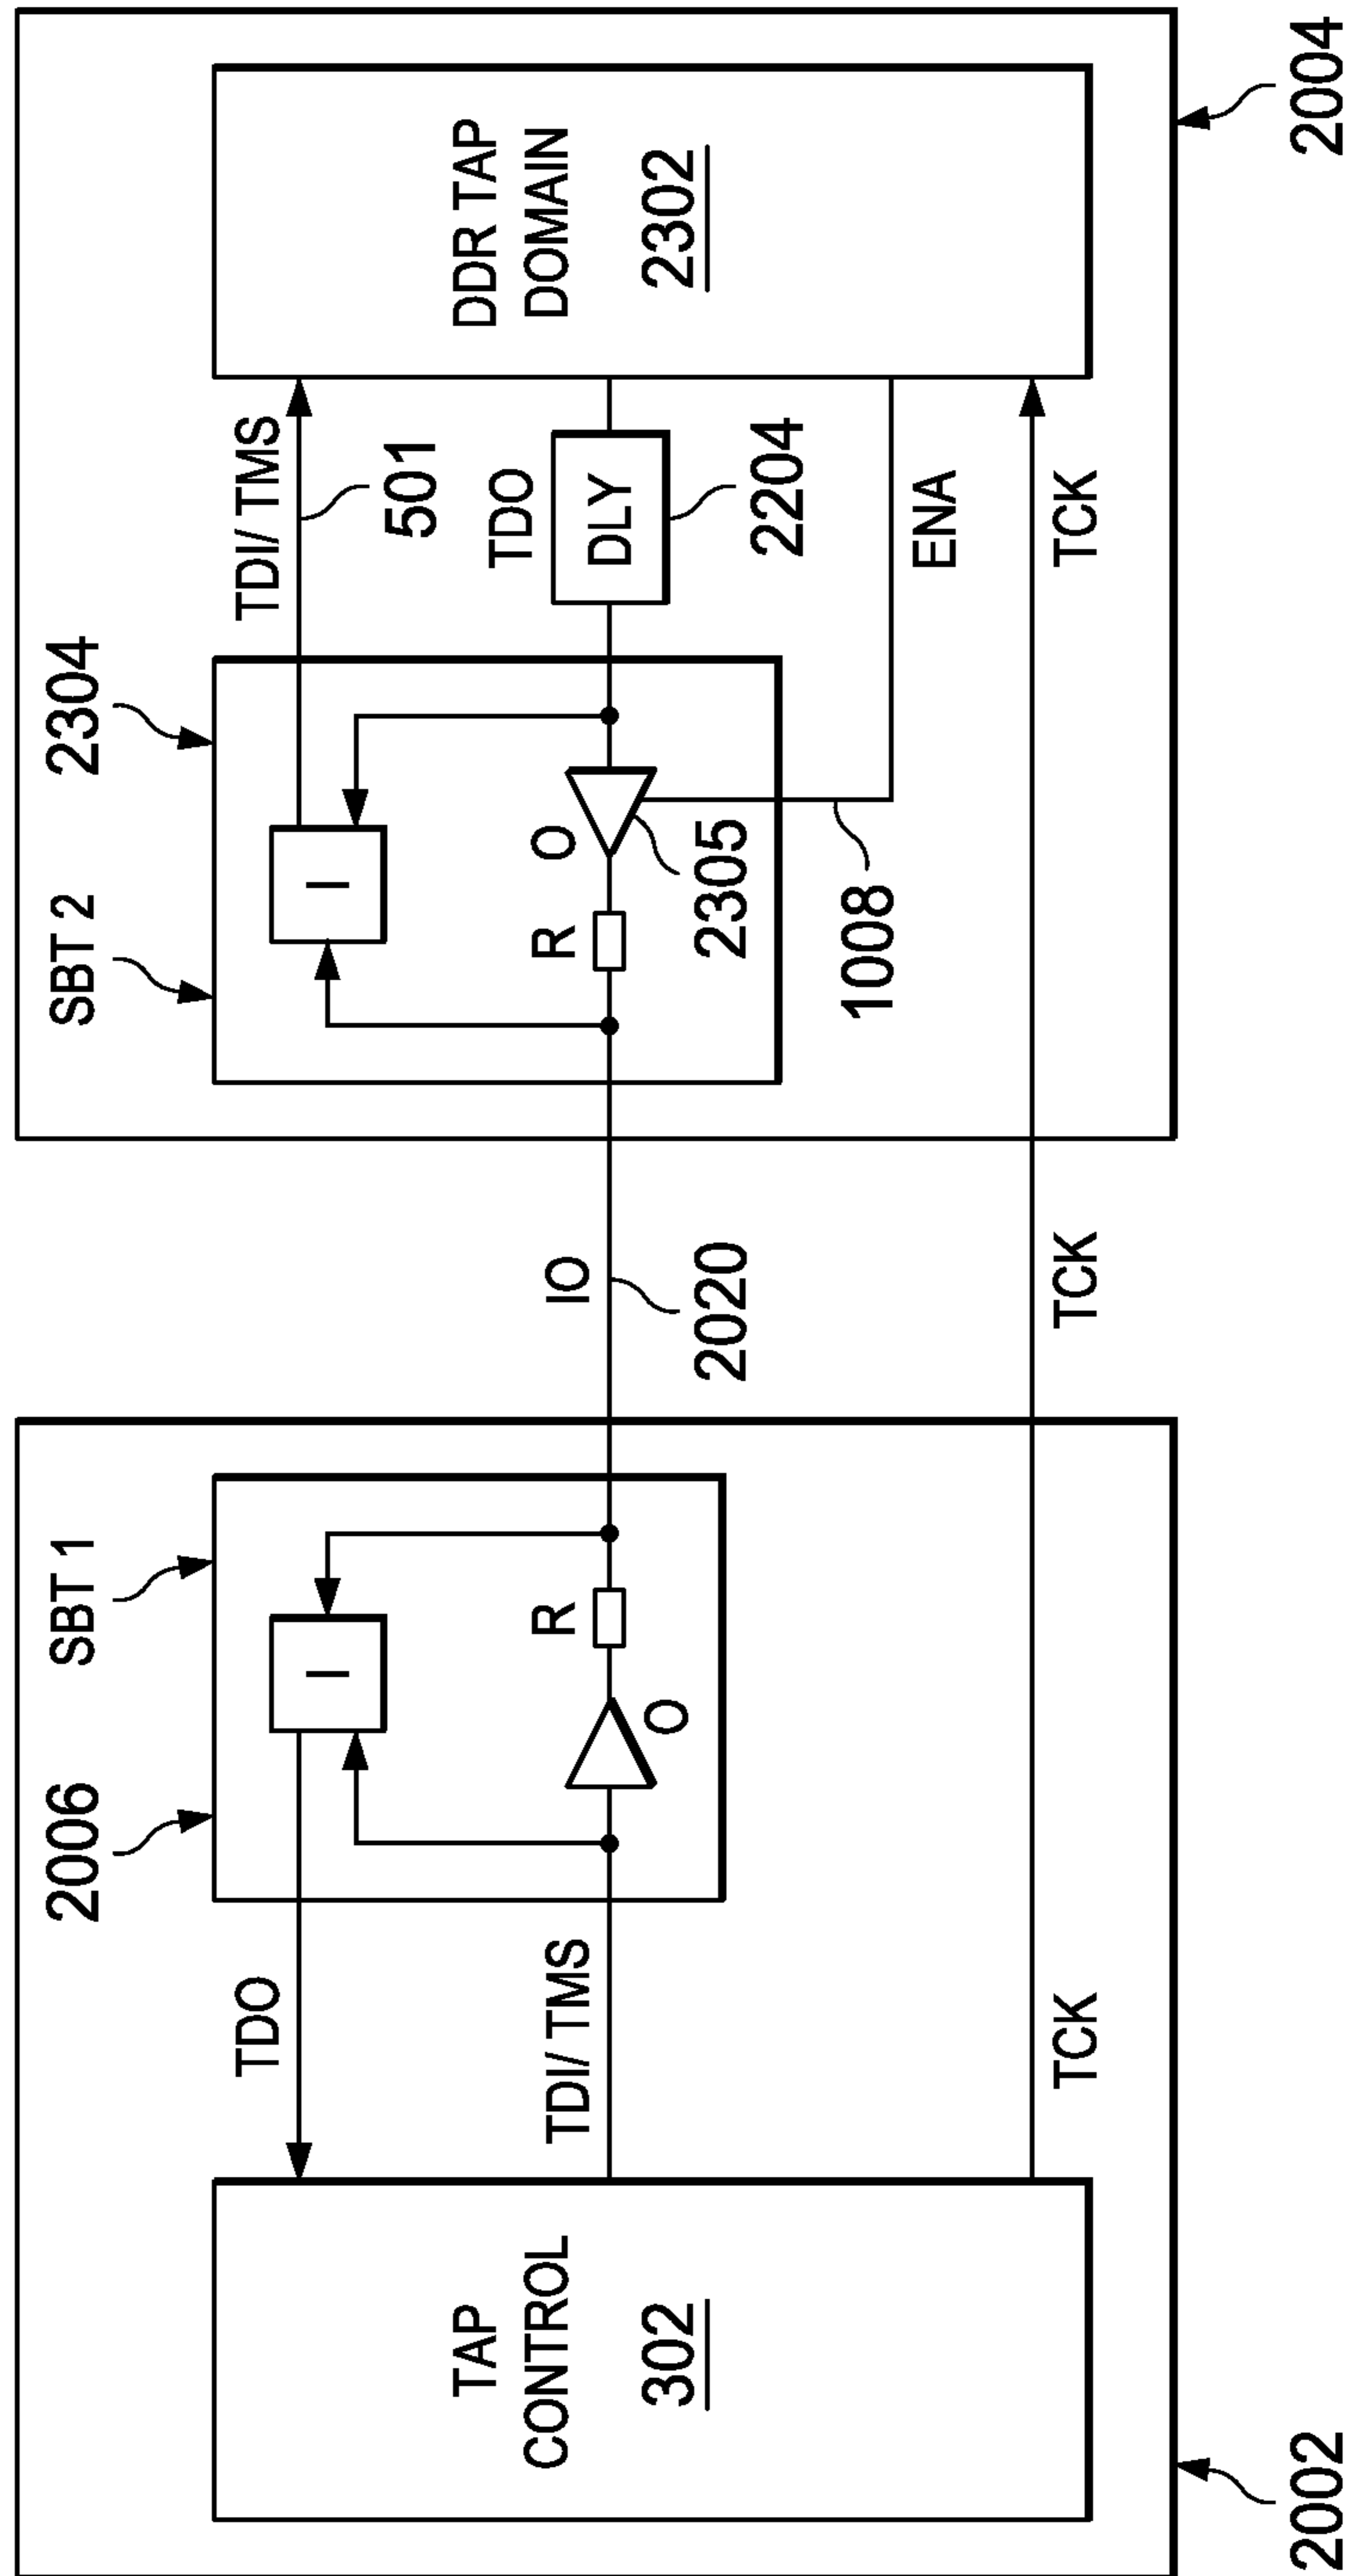 2006
SBT 1
SBT 2
2304
TDO
I
I
TDI/ TMS
501
TAP
CONTROL
302
TDI/ TMS
O
R
IO
2020
R
O
2305
TDO
DLY
2204
DDR TAP
DOMAIN
2302
1008
ENA
TCK
TCK
TCK
2002
2004